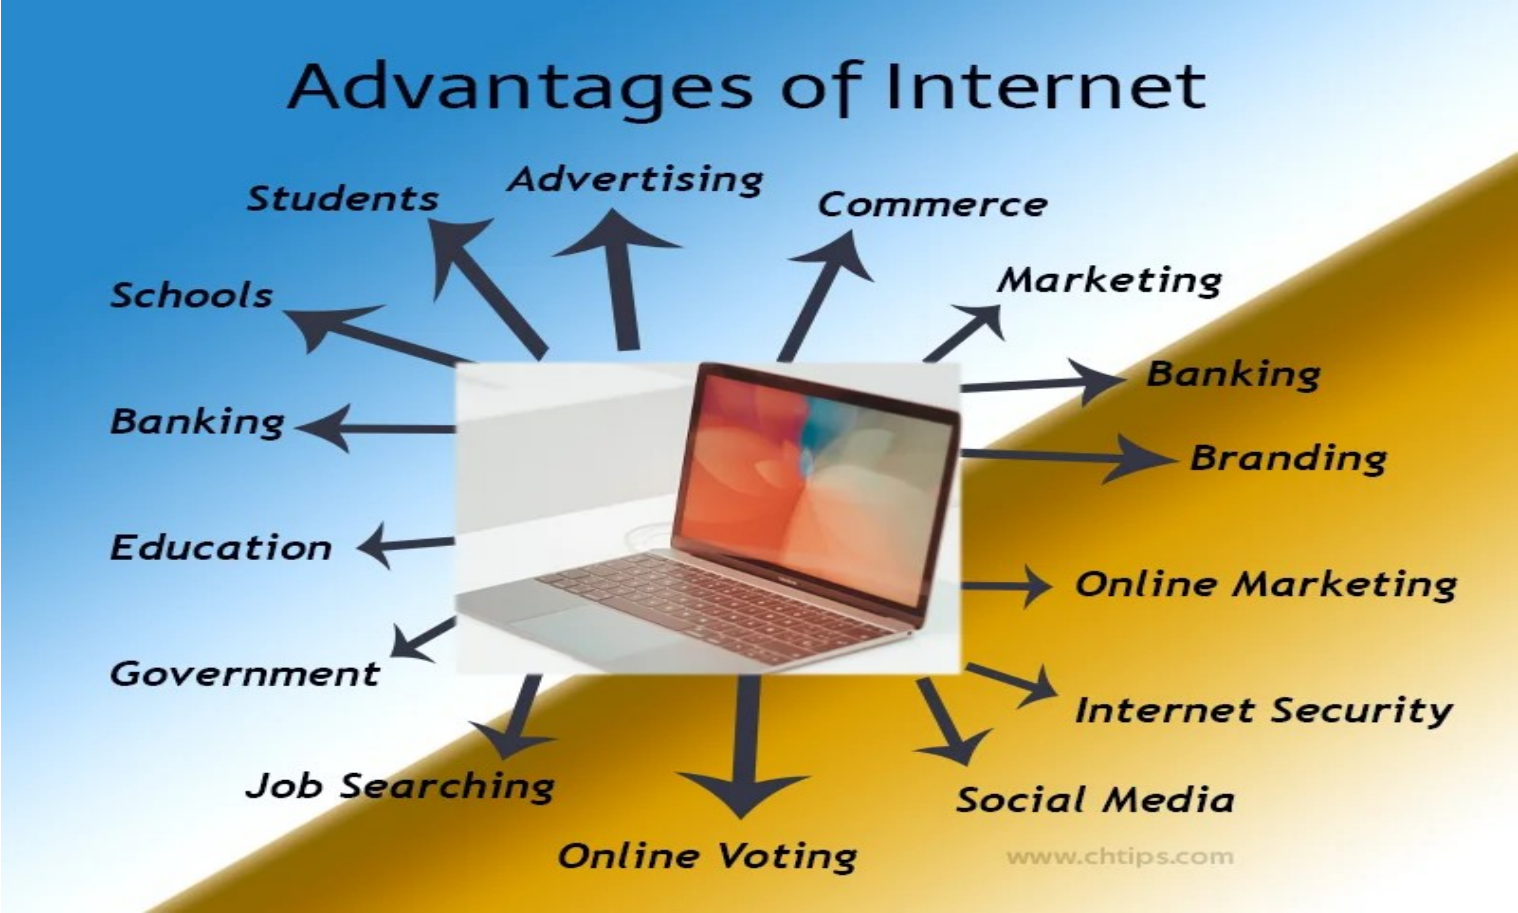 Advantages of Internet
Students
Advertising
Commerce
Schools
Marketing
Banking
Banking
Branding
Education
Online Marketing
Government
Internet Security
Job Searching
Social Media
Online Voting
www.chtips.com